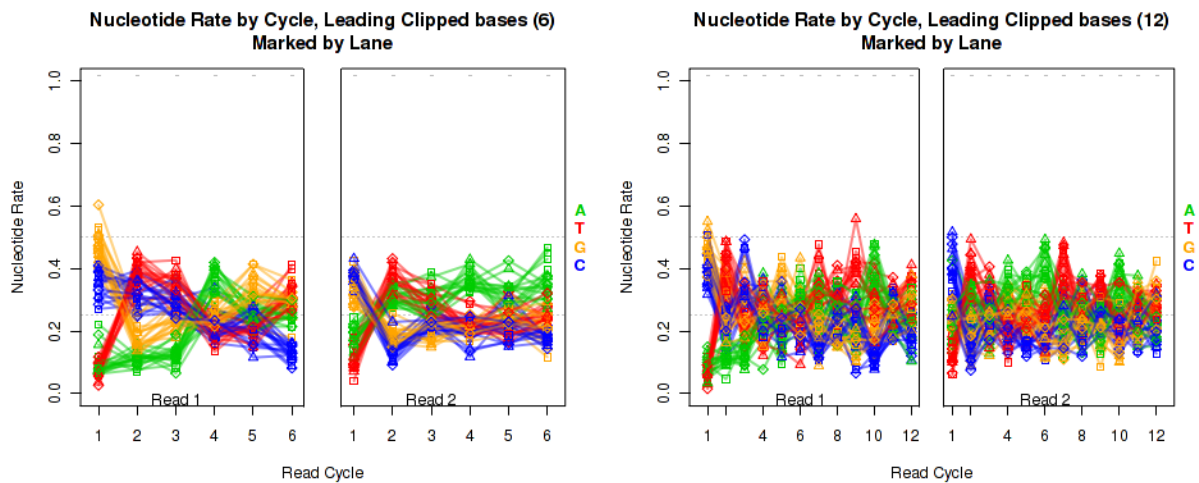 Nucleotide Rate by Cycle, Leading Clipped bases (6)
Marked by Lane
Nucleotide Rate
1.0
0.8
0.6
0.4
0.2
0.0
Read 1
Read 2
1 2 3 4 5 6
1 2 3 4 5 6
Read Cycle
A
T
G
C
Nucleotide Rate by Cycle, Leading Clipped bases (12)
Marked by Lane
Nucleotide Rate
1.0
0.8
0.6
0.4
0.2
0.0
Read 1
Read 2
1 4 6 8 10 12
1 4 6 8 10 12
Read Cycle
A
T
G
C